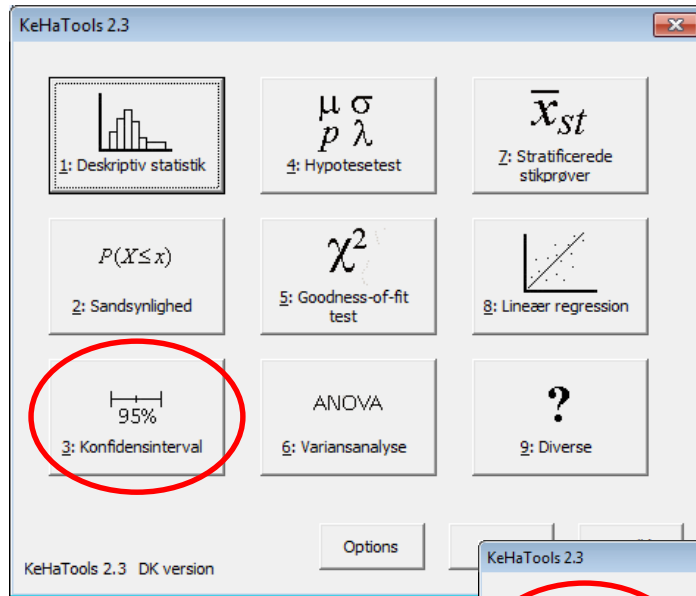 KeHaTools 2.3
1: Deskriptiv statistik
μ σ
p λ
4: Hypotesetest
x̅st
7: Stratificerede
stikprøver
P(X≤x)
2: Sandsynlighed
χ²
5: Goodness-of-fit
test
8: Lineær regression
95%
3: Konfidensinterval
ANOVA
6: Variansanalyse
?
9: Diverse
Options
KeHaTools 2.3 DK version
KeHaTools 2.3